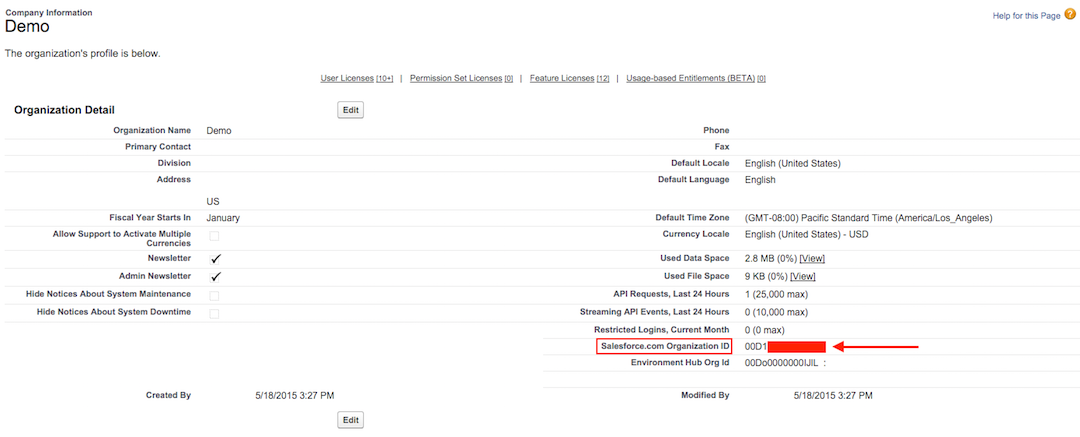 Company Information
Demo
Help for this Page ?
The organization's profile is below.
User Licenses [10+] | Permission Set Licenses [0] | Feature Licenses [12] | Usage-based Entitlements (BETA) [0]
Organization Detail Edit
Organization Name Demo Phone
Primary Contact Fax
Division Default Locale English (United States)
Address Default Language English
US
Fiscal Year Starts In January Default Time Zone (GMT-08:00) Pacific Standard Time (America/Los_Angeles)
Allow Support to Activate Multiple Currency Locale English (United States) - USD
Currencies
Newsletter Used Data Space 2.8 MB (0%) [View]
Admin Newsletter Used File Space 9 KB (0%) [View]
Hide Notices About System Maintenance API Requests, Last 24 Hours 1 (25,000 max)
Hide Notices About System Downtime Streaming API Events, Last 24 Hours 0 (10,000 max)
Restricted Logins, Current Month 0 (0 max)
Salesforce.com Organization ID 00D1
Environment Hub Org Id 00Do0000000IJIL :
Created By 5/18/2015 3:27 PM Modified By 5/18/2015 3:27 PM
Edit